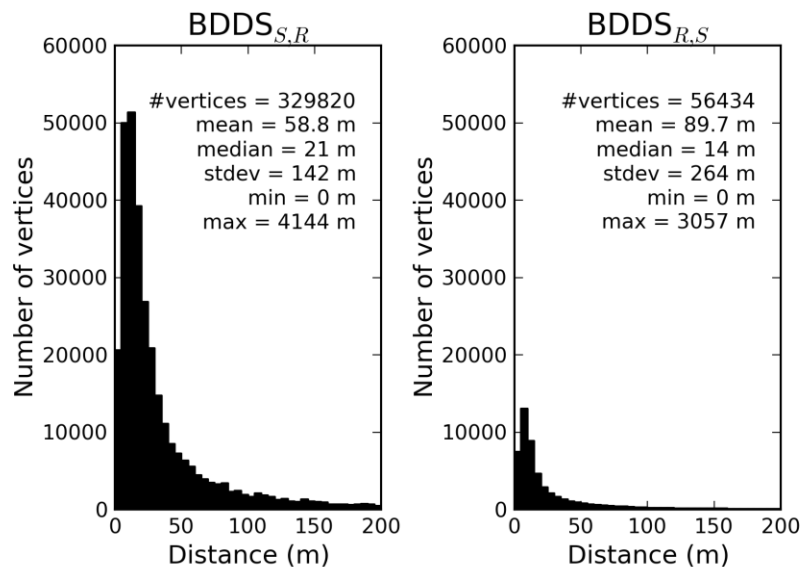 BDDS_{S,R}
60000
50000
40000
30000
20000
10000
0
Number of vertices
#vertices = 329820
mean = 58.8 m
median = 21 m
stdev = 142 m
min = 0 m
max = 4144 m
0 50 100 150 200
Distance (m)
BDDS_{R,S}
60000
50000
40000
30000
20000
10000
0
Number of vertices
#vertices = 56434
mean = 89.7 m
median = 14 m
stdev = 264 m
min = 0 m
max = 3057 m
0 50 100 150 200
Distance (m)